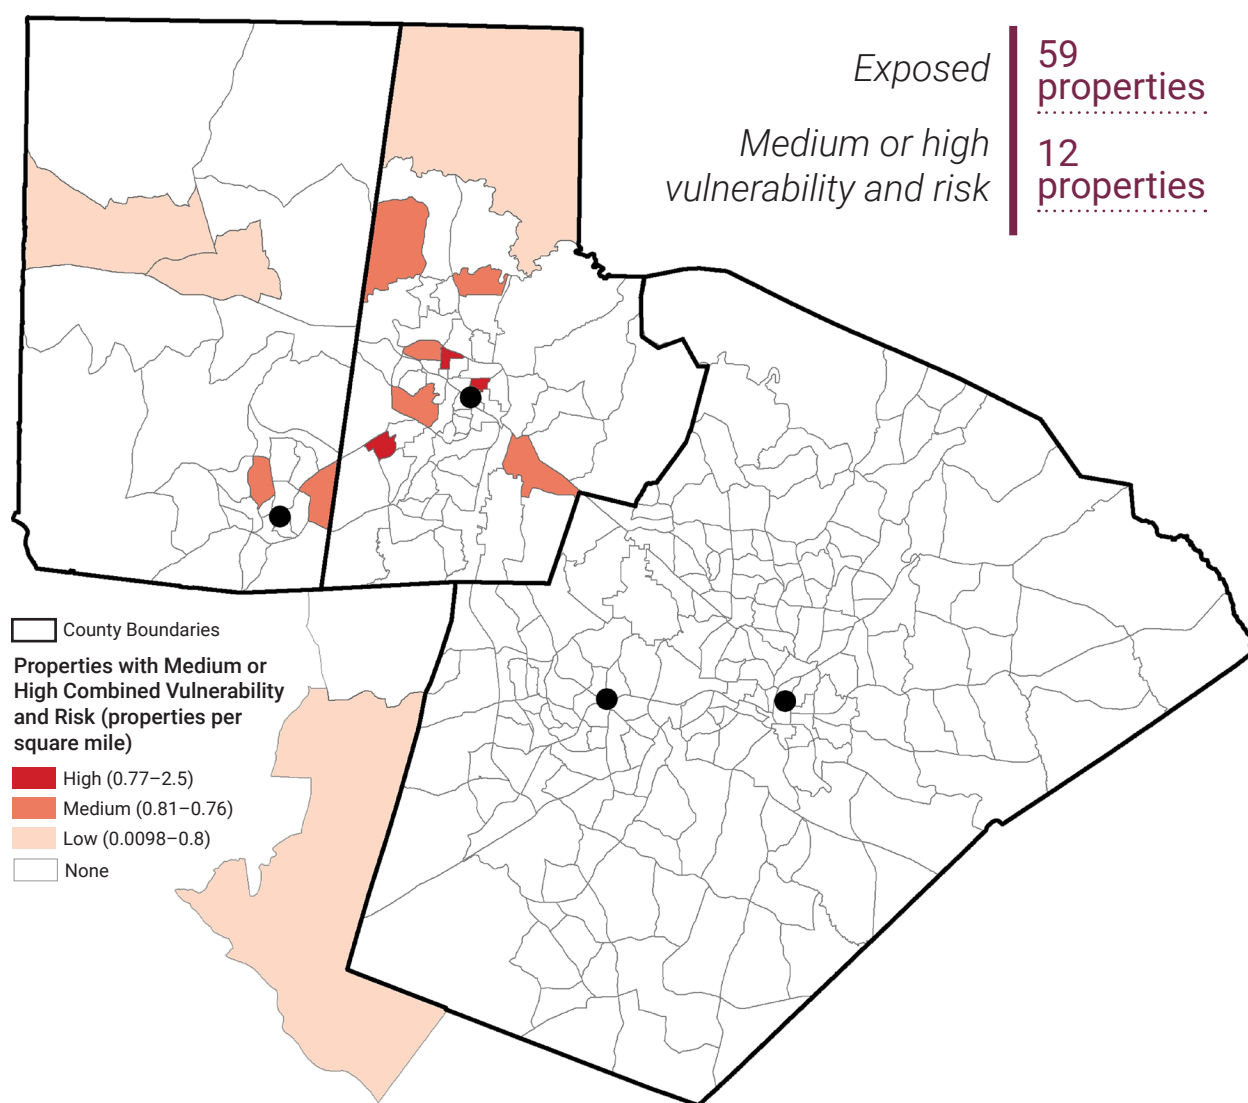 Exposed
59
properties
Medium or high
vulnerability and risk
12
properties
County Boundaries
Properties with Medium or
High Combined Vulnerability
and Risk (properties per
square mile)
High (0.77–2.5)
Medium (0.81–0.76)
Low (0.0098–0.8)
None